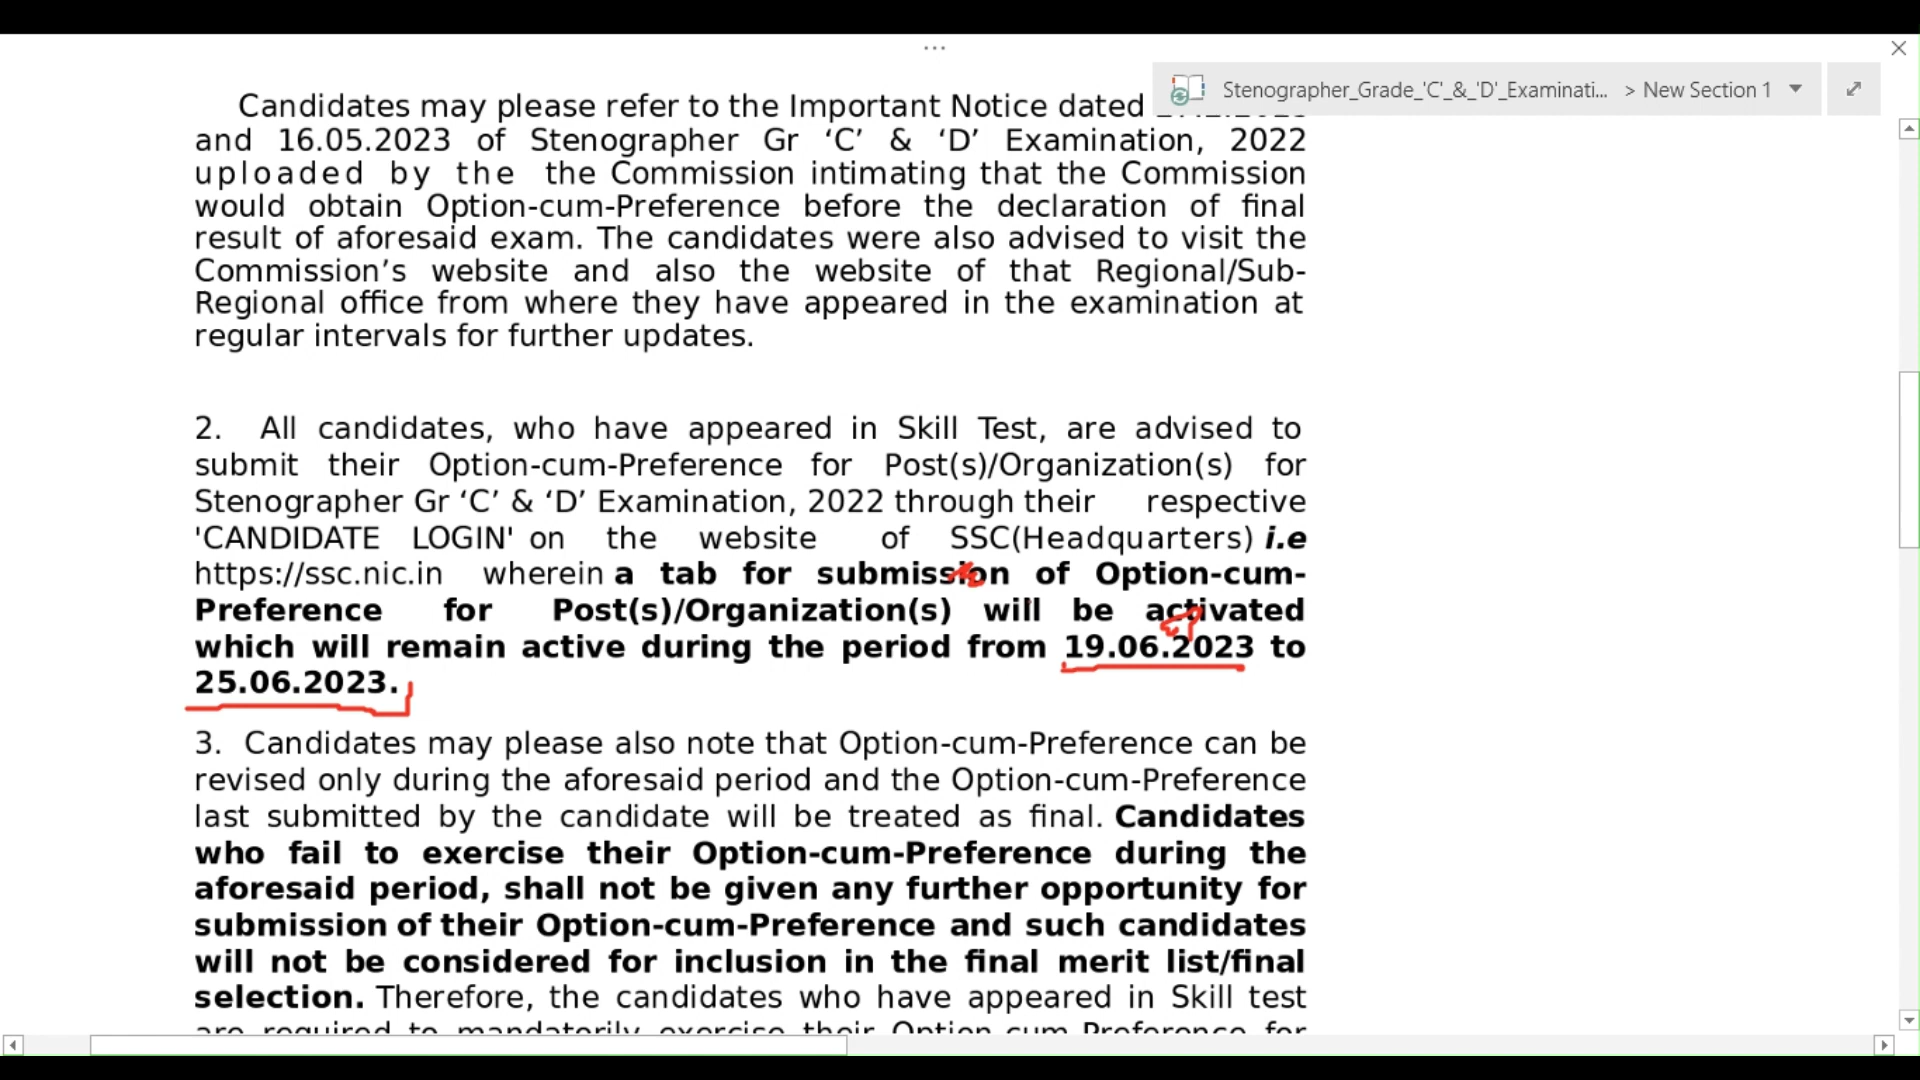 ...
Stenographer_Grade_'C'_&_'D'_Examinati... > New Section 1
Candidates may please refer to the Important Notice dated
and 16.05.2023 of Stenographer Gr ‘C’ & ‘D’ Examination, 2022
uploaded by the the Commission intimating that the Commission
would obtain Option-cum-Preference before the declaration of final
result of aforesaid exam. The candidates were also advised to visit the
Commission’s website and also the website of that Regional/Sub-
Regional office from where they have appeared in the examination at
regular intervals for further updates.
2. All candidates, who have appeared in Skill Test, are advised to
submit their Option-cum-Preference for Post(s)/Organization(s) for
Stenographer Gr ‘C’ & ‘D’ Examination, 2022 through their respective
'CANDIDATE LOGIN' on the website of SSC(Headquarters) i.e
https://ssc.nic.in wherein a tab for submission of Option-cum-
Preference for Post(s)/Organization(s) will be activated
which will remain active during the period from 19.06.2023 to
25.06.2023.
3. Candidates may please also note that Option-cum-Preference can be
revised only during the aforesaid period and the Option-cum-Preference
last submitted by the candidate will be treated as final. Candidates
who fail to exercise their Option-cum-Preference during the
aforesaid period, shall not be given any further opportunity for
submission of their Option-cum-Preference and such candidates
will not be considered for inclusion in the final merit list/final
selection. Therefore, the candidates who have appeared in Skill test
are required to mandatorily exercise their Option-cum-Preference for